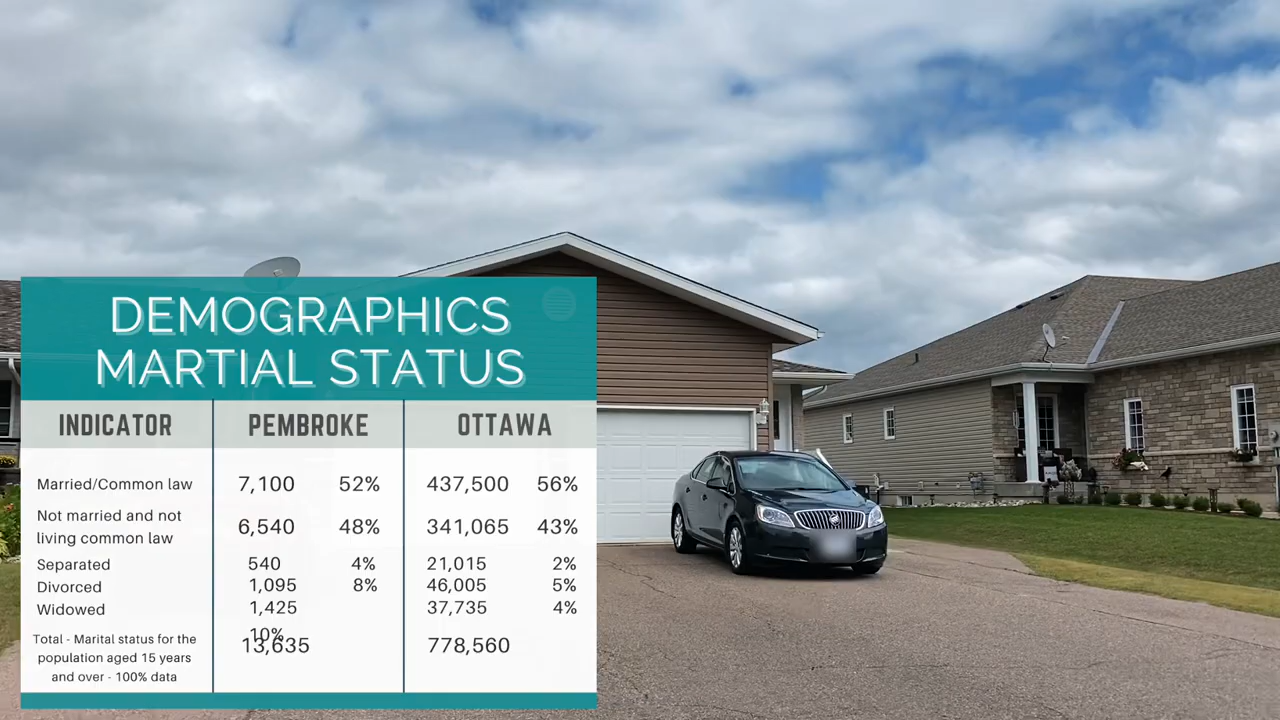 DEMOGRAPHICS
MARTIAL STATUS
INDICATOR PEMBROKE OTTAWA
Married/Common law 7,100 52% 437,500 56%
Not married and not
living common law 6,540 48% 341,065 43%
Separated 540 4% 21,015 2%
Divorced 1,095 8% 46,005 5%
Widowed 1,425 37,735 4%
10%
Total - Marital status for the
population aged 15 years 13,635 778,560
and over - 100% data